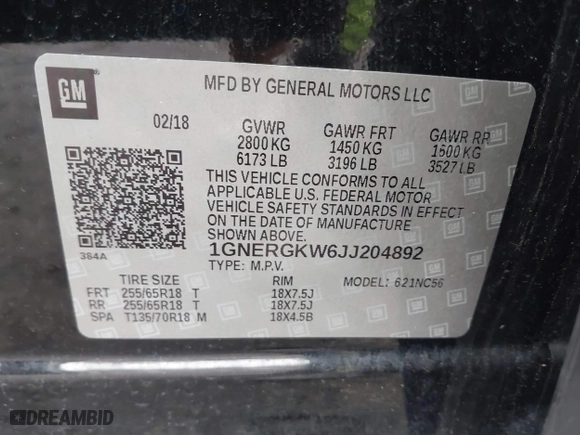 GM
MFD BY GENERAL MOTORS LLC
02/18 GVWR GAWR FRT GAWR RR
2800 KG 1450 KG 1600 KG
6173 LB 3196 LB 3527 LB
THIS VEHICLE CONFORMS TO ALL
APPLICABLE U.S. FEDERAL MOTOR
VEHICLE SAFETY STANDARDS IN EFFECT
ON THE DATE OF MANUFACTURE
SHOWN ABOVE.
384A
1GNERGKW6JJ204892
TYPE: M.P.V. MODEL: 621NC56
TIRE SIZE RIM
FRT 255/65R18 T 18X7.5J
RR 255/65R18 T 18X7.5J
SPA T135/70R18 M 18X4.5B
DREAMBID